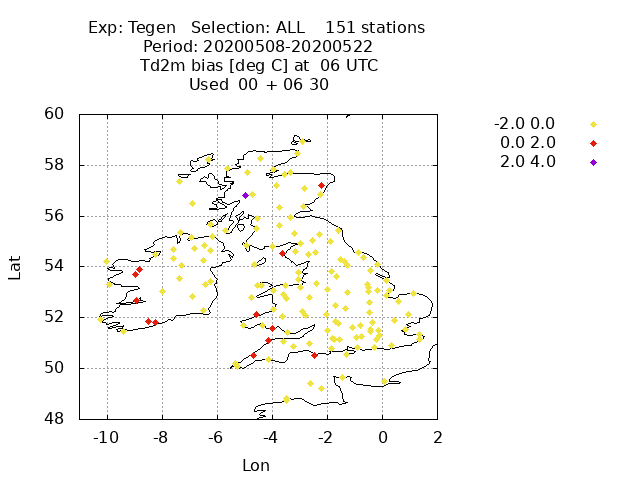 Exp: Tegen   Selection: ALL    151 stations
Period: 20200508-20200522
Td2m bias [deg C] at  06 UTC
Used  00 + 06 30
-2.0 0.0
0.0 2.0
2.0 4.0
60
58
56
54
52
50
48
Lat
-10 -8 -6 -4 -2 0 2
Lon